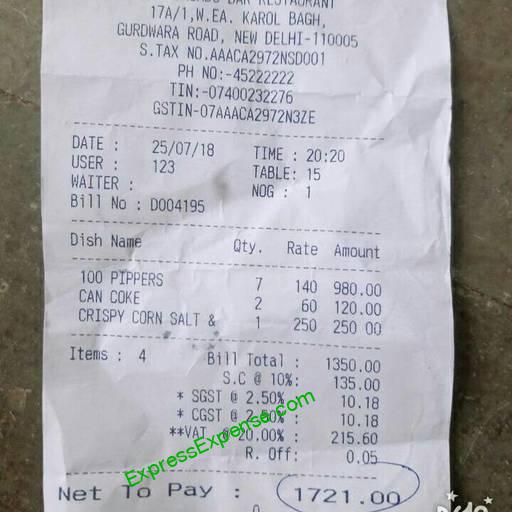 BAR RESTAURANT
17A/1,W.EA. KAROL BAGH,
GURDWARA ROAD, NEW DELHI-110005
S.TAX NO.AAACA2972NSD001
PH NO:-45222222
TIN:-07400232276
GSTIN-07AAACA2972N3ZE
DATE : 25/07/18 TIME : 20:20
USER : 123 TABLE: 15
WAITER : NOG : 1
Bill No : D004195
Dish Name Qty. Rate Amount
100 PIPPERS 7 140 980.00
CAN COKE 2 60 120.00
CRISPY CORN SALT & 1 250 250 00
Items : 4 Bill Total : 1350.00
S.C @ 10%: 135.00
* SGST @ 2.50% : 10.18
* CGST @ 2.50% : 10.18
**VAT @ 20.00% : 215.60
R. Off: 0.05
ExpressExpense.com
Net To Pay : 1721.00